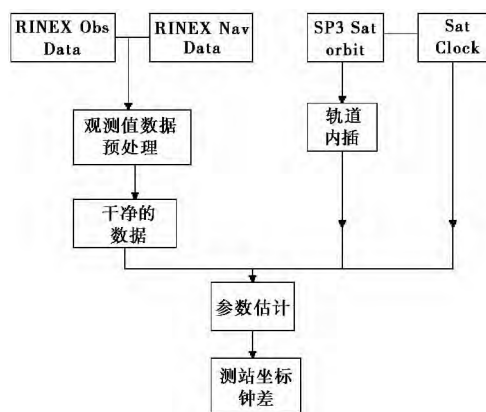 RINEX Obs
Data
RINEX Nav
Data
SP3 Sat
orbit
Sat
Clock
观测值数据
预处理
轨道
内插
干净的
数据
参数估计
测站坐标
钟差